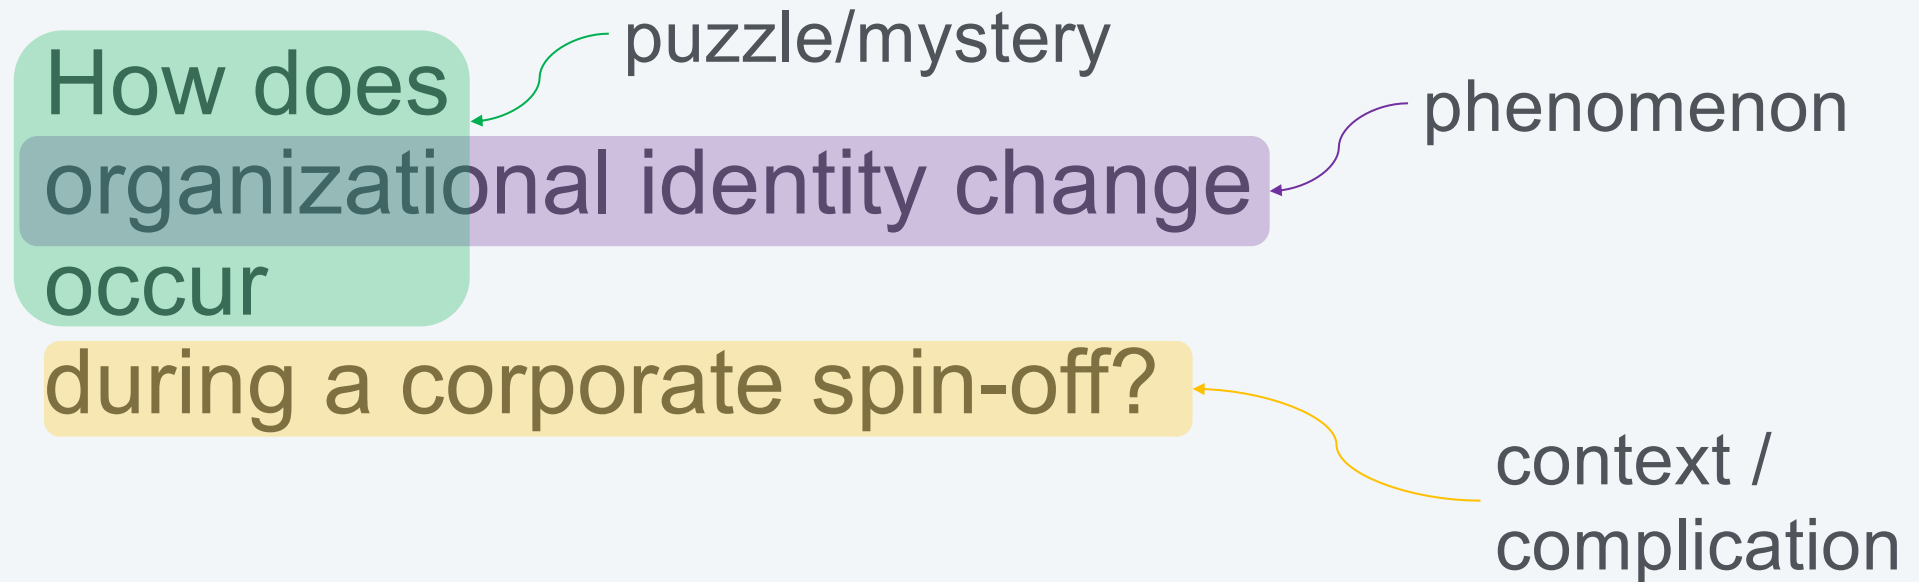 puzzle/mystery
How does
phenomenon
organizational identity change
occur
during a corporate spin-off?
context /
complication